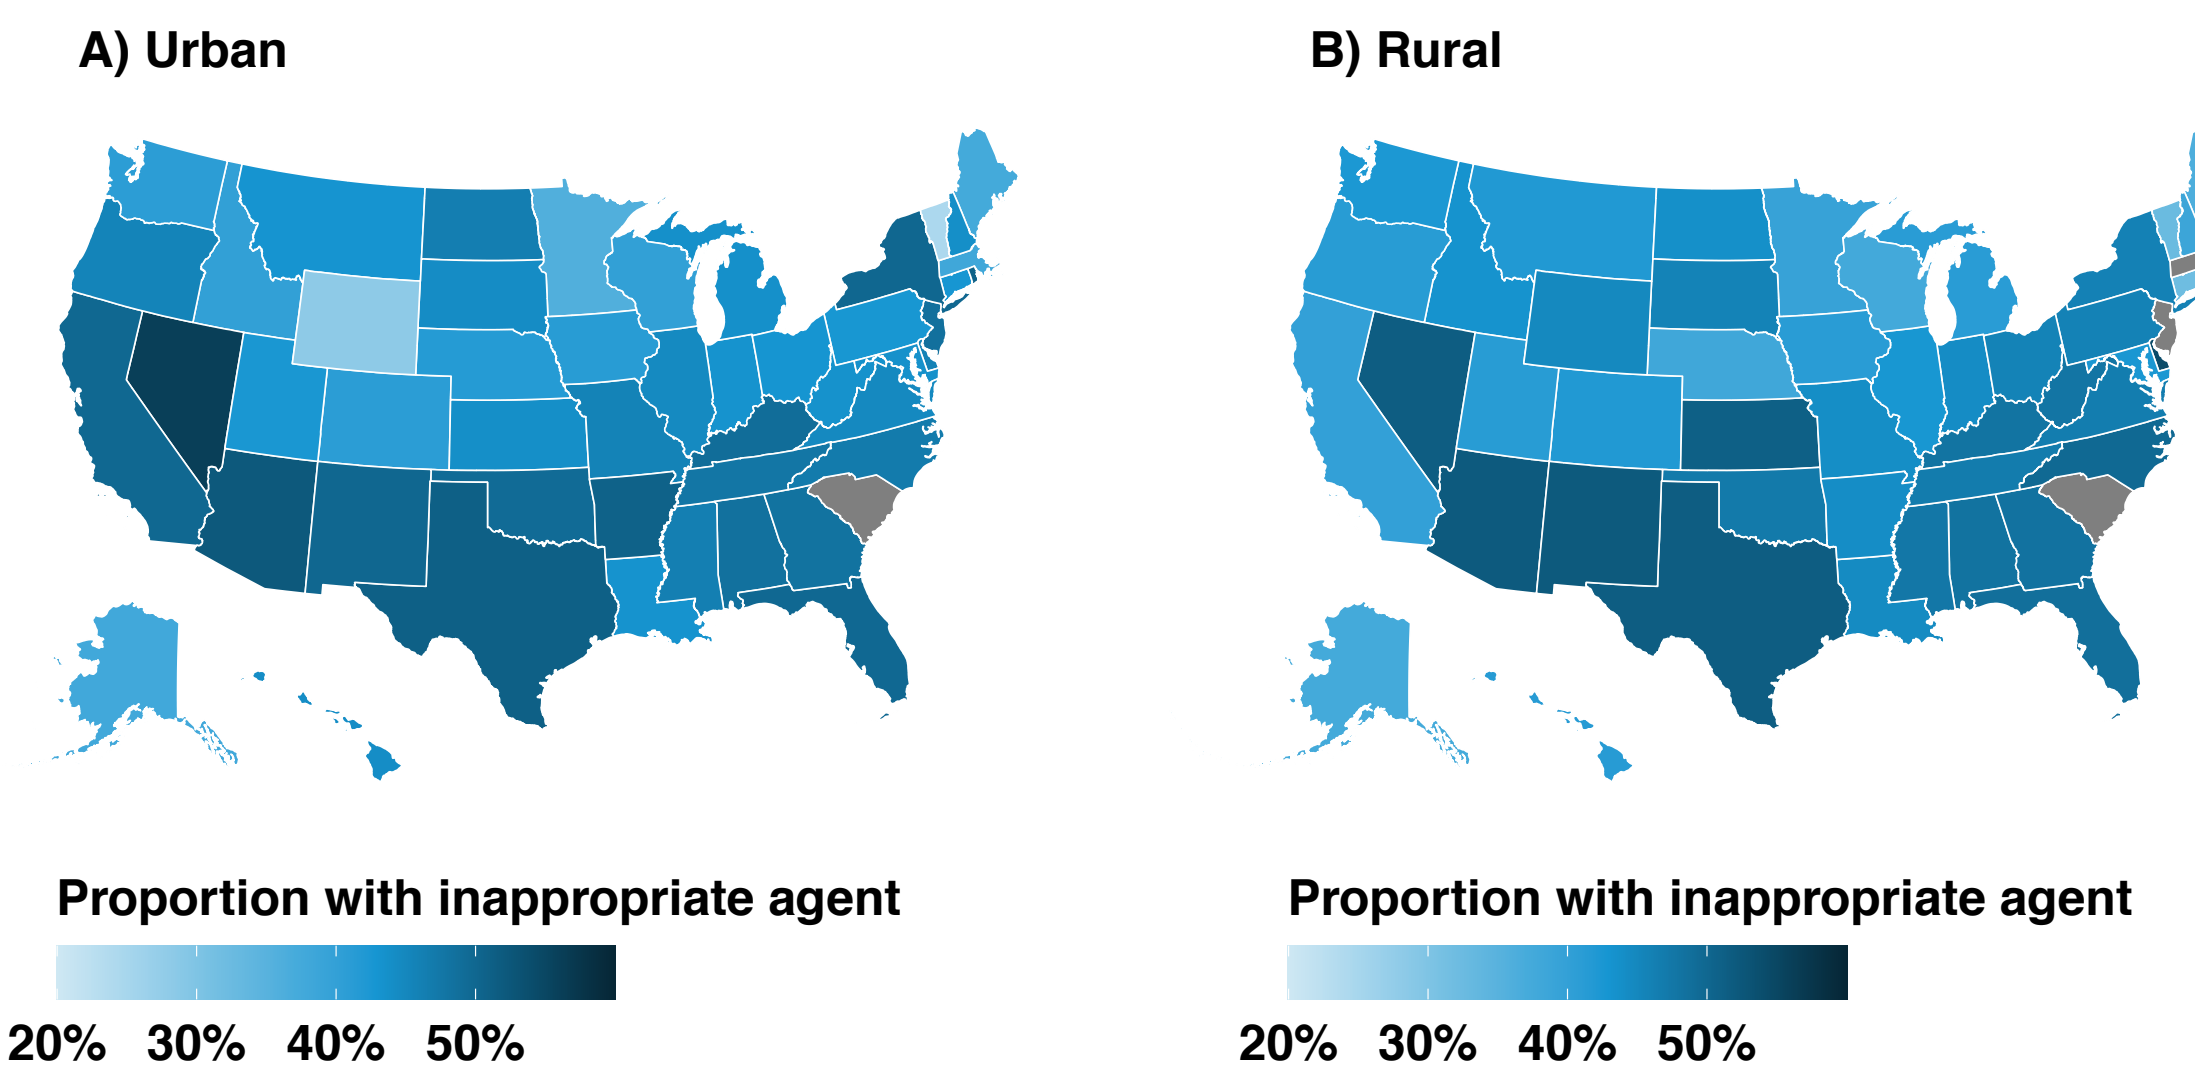 A) Urban
B) Rural
Proportion with inappropriate agent
20% 30% 40% 50%
Proportion with inappropriate agent
20% 30% 40% 50%